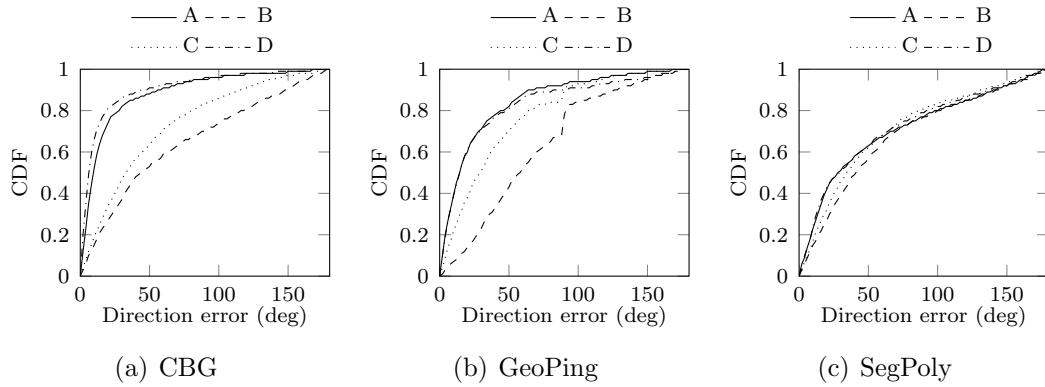 A B
C D
1
0.8
0.6
0.4
0.2
0
0 50 100 150
CDF
Direction error (deg)
(a) CBG
A B
C D
1
0.8
0.6
0.4
0.2
0
0 50 100 150
CDF
Direction error (deg)
(b) GeoPing
A B
C D
1
0.8
0.6
0.4
0.2
0
0 50 100 150
CDF
Direction error (deg)
(c) SegPoly